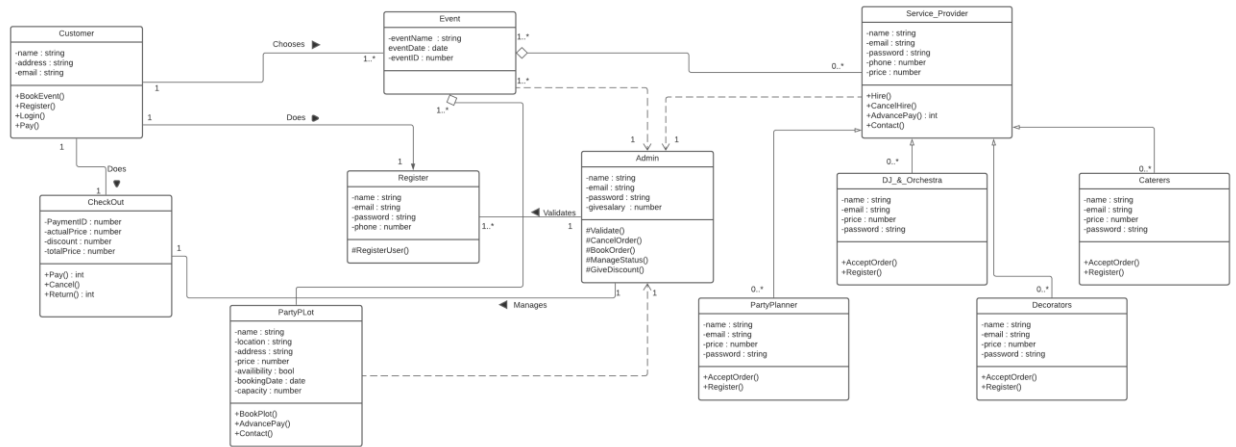 Customer
-name : string
-address : string
-email : string
+BookEvent()
+Register()
+Login()
+Pay()
Chooses
1
1..*
Event
-eventName : string
eventDate : date
-eventID : number
1..*
0..*
1..*
1..*
Service_Provider
-name : string
-email : string
-password : string
-phone : number
-price : number
+Hire()
+CancelHire()
+AdvancePay() : int
+Contact()
1
Does
1
1
Does
1
1
1
CheckOut
-PaymentID : number
-actualPrice : number
-discount : number
-totalPrice : number
+Pay() : int
+Cancel()
+Return() : int
1
Register
-name : string
-email : string
-password : string
-phone : number
#RegisterUser()
Validates
1..*
1
Admin
-name : string
-email : string
-password : string
-givesalary : number
#Validate()
#CancelOrder()
#BookOrder()
#ManageStatus()
#GiveDiscount()
1
1
Manages
0..*
DJ_&_Orchestra
-name : string
-email : string
-price : number
-password : string
+AcceptOrder()
+Register()
0..*
Caterers
-name : string
-email : string
-price : number
-password : string
+AcceptOrder()
+Register()
PartyPLot
-name : string
-location : string
-address : string
-price : number
-availibility : bool
-bookingDate : date
-capacity : number
+BookPlot()
+AdvancePay()
+Contact()
0..*
PartyPlanner
-name : string
-email : string
-price : number
-password : string
+AcceptOrder()
+Register()
0..*
Decorators
-name : string
-email : string
-price : number
-password : string
+AcceptOrder()
+Register()